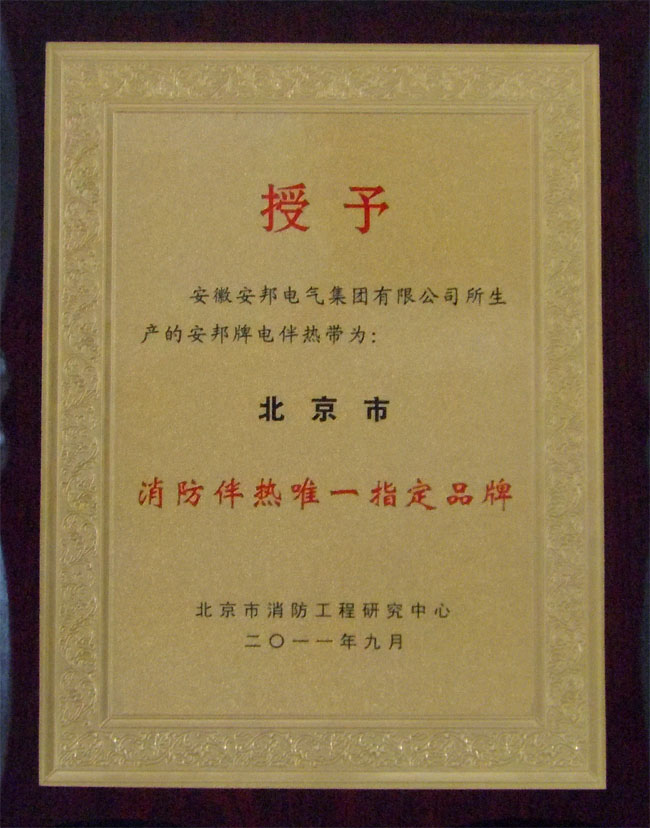 授予
安徽安邦电气集团有限公司所生
产的安邦牌电伴热带为：
北京市
消防伴热唯一指定品牌
北京市消防工程研究中心
二〇一一年九月